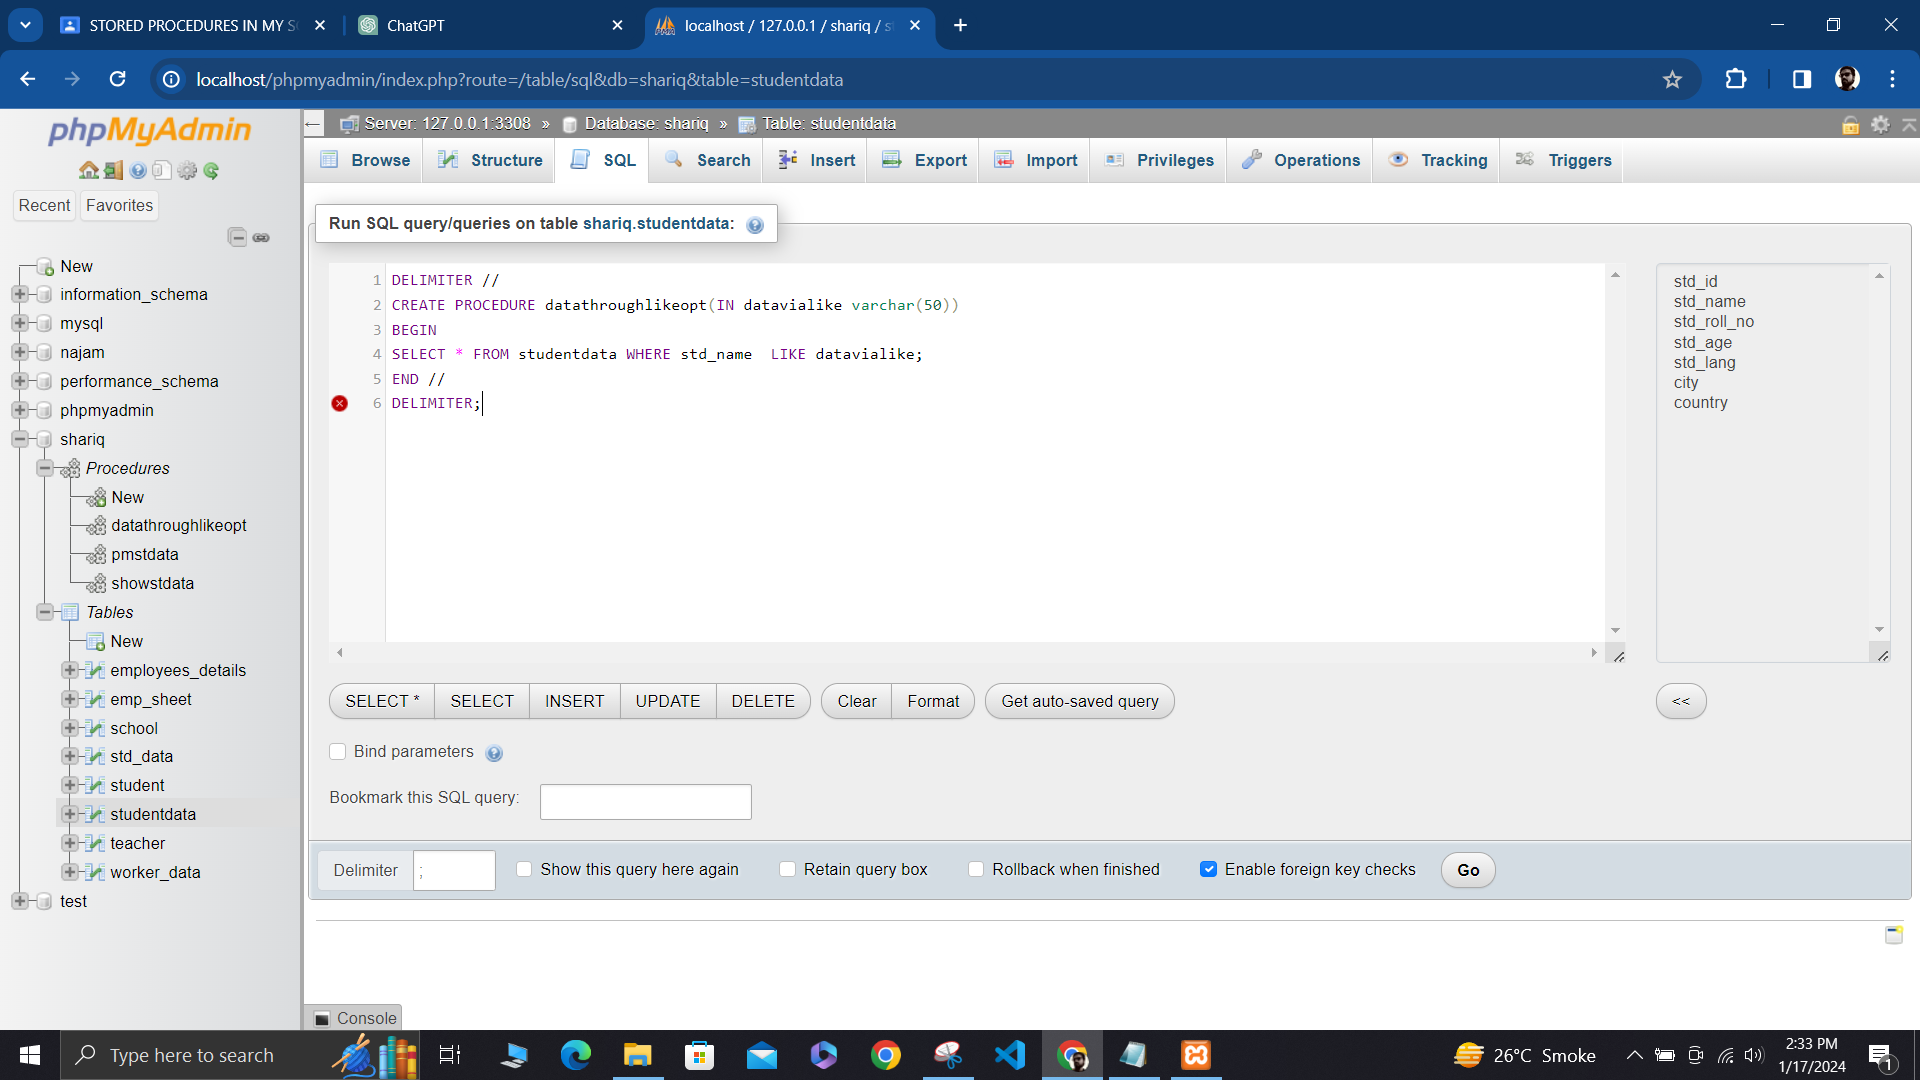 STORED PROCEDURES IN MY S
ChatGPT
localhost / 127.0.0.1 / shariq / s
localhost/phpmyadmin/index.php?route=/table/sql&db=shariq&table=studentdata
phpMyAdmin
Recent
Favorites
New
information_schema
mysql
najam
performance_schema
phpmyadmin
shariq
Procedures
New
datathroughlikeopt
pmstdata
showstdata
Tables
New
employees_details
emp_sheet
school
std_data
student
studentdata
teacher
worker_data
test
Server: 127.0.0.1:3308 » Database: shariq » Table: studentdata
Browse Structure SQL Search Insert Export Import Privileges Operations Tracking Triggers
Run SQL query/queries on table shariq.studentdata:
1 DELIMITER //
2 CREATE PROCEDURE datathroughlikeopt(IN datavialike varchar(50))
3 BEGIN
4 SELECT * FROM studentdata WHERE std_name  LIKE datavialike;
5 END //
6 DELIMITER;
std_id
std_name
std_roll_no
std_age
std_lang
city
country
SELECT * SELECT INSERT UPDATE DELETE Clear Format Get auto-saved query <<
Bind parameters
Bookmark this SQL query:
Delimiter ; Show this query here again Retain query box Rollback when finished Enable foreign key checks Go
Console
Type here to search
26°C Smoke
2:33 PM
1/17/2024
1